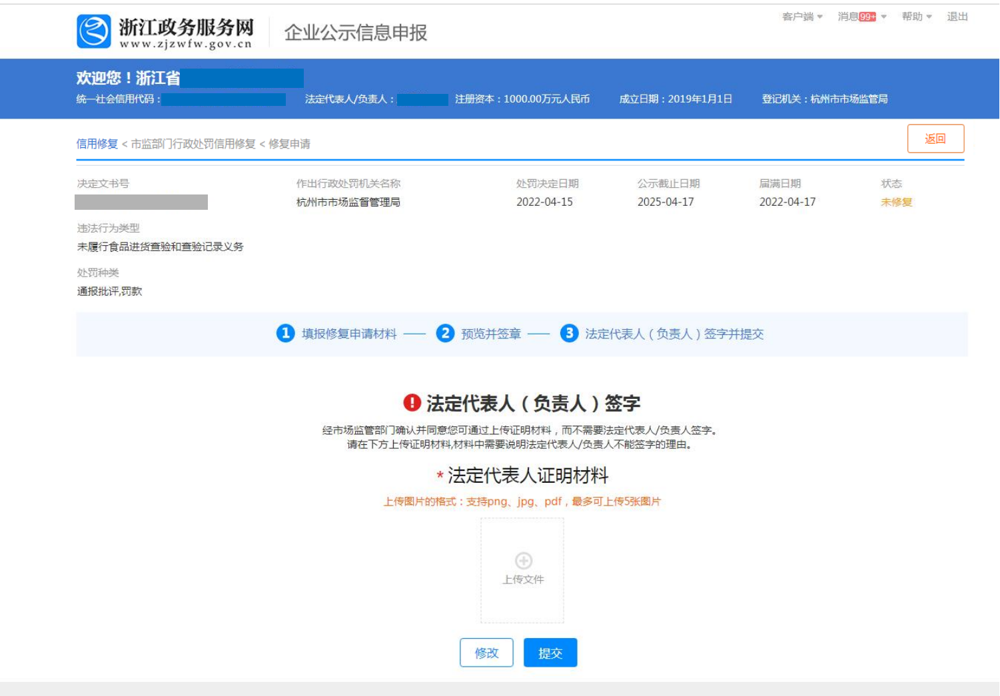 客户端 消息99+ 帮助 退出
浙江政务服务网 企业公示信息申报
www.zjzwfw.gov.cn
欢迎您！浙江省
统一社会信用代码： 法定代表人/负责人： 注册资本：1000.00万元人民币 成立日期：2019年1月1日 登记机关：杭州市市场监管局
信用修复 < 市监部门行政处罚信用修复 < 修复申请 返回
决定文书号 作出行政处罚机关名称 处罚决定日期 公示截止日期 届满日期 状态
杭州市市场监督管理局 2022-04-15 2025-04-17 2022-04-17 未修复
违法行为类型
未履行食品进货查验和查验记录义务
处罚种类
通报批评,罚款
1 填报修复申请材料 2 预览并签章 3 法定代表人（负责人）签字并提交
! 法定代表人（负责人）签字
经市场监管部门确认并同意您可通过上传证明材料，而不需要法定代表人/负责人签字。
请在下方上传证明材料,材料中需要说明法定代表人/负责人不能签字的理由。
* 法定代表人证明材料
上传图片的格式：支持png、jpg、pdf，最多可上传5张图片
上传文件
修改 提交